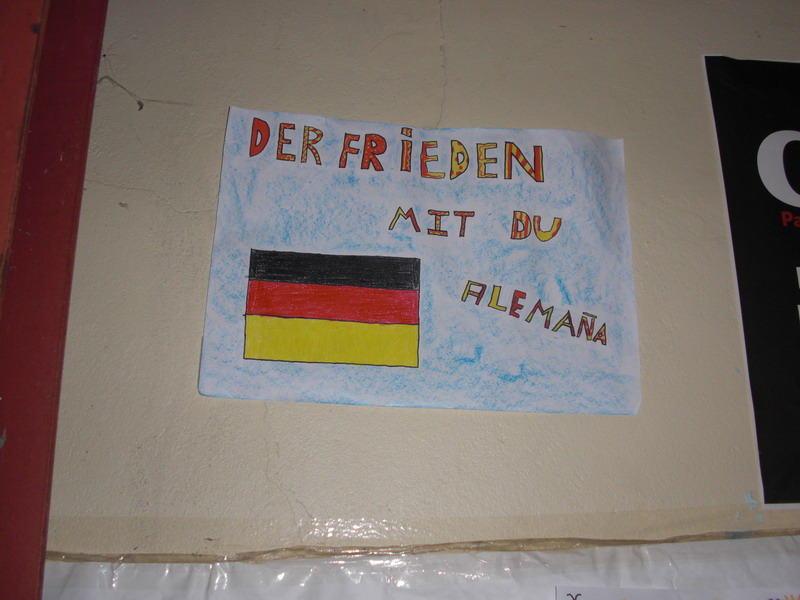 DER FRIEDEN
MIT DU
ALEMAÑA